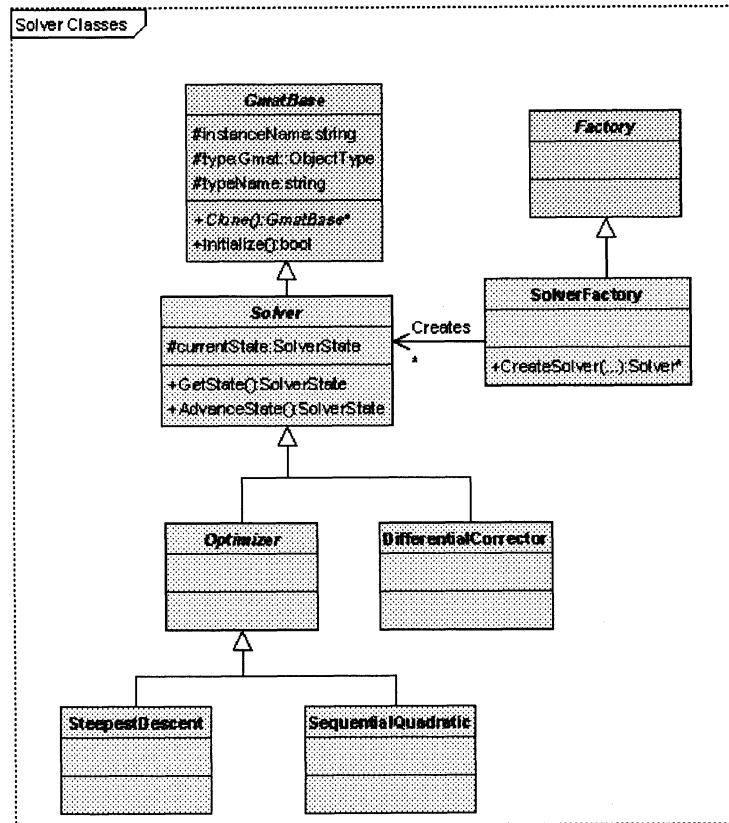 Solver Classes
GmatBase
#instanceName:string
#type:Gmat::ObjectType
#typeName:string
+Clone():GmatBase*
+Initialize():bool
Factory
Solver
#currentState:SolverState
+GetState():SolverState
+AdvanceState():SolverState
Creates
*
SolverFactory
+CreateSolver(...):Solver*
Optimizer
DifferentialCorrector
SteepestDescent
SequentialQuadratic